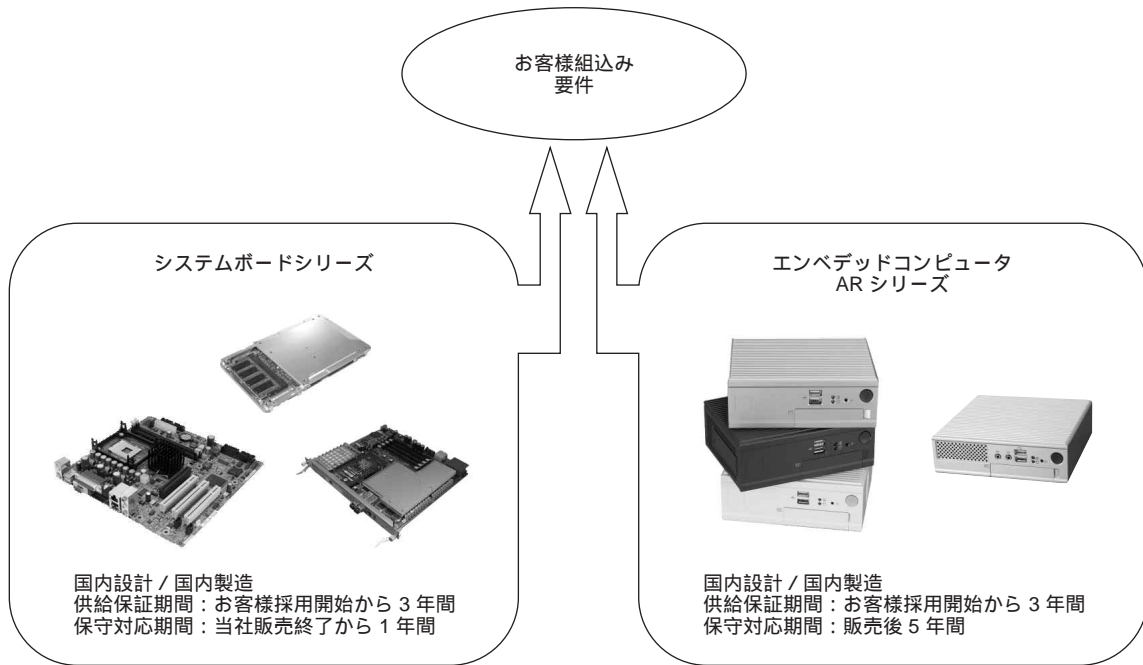 お客様組込み
要件
システムボードシリーズ
国内設計 / 国内製造
供給保証期間：お客様採用開始から 3 年間
保守対応期間：当社販売終了から 1 年間
エンベデッドコンピュータ
AR シリーズ
国内設計 / 国内製造
供給保証期間：お客様採用開始から 3 年間
保守対応期間：販売後 5 年間